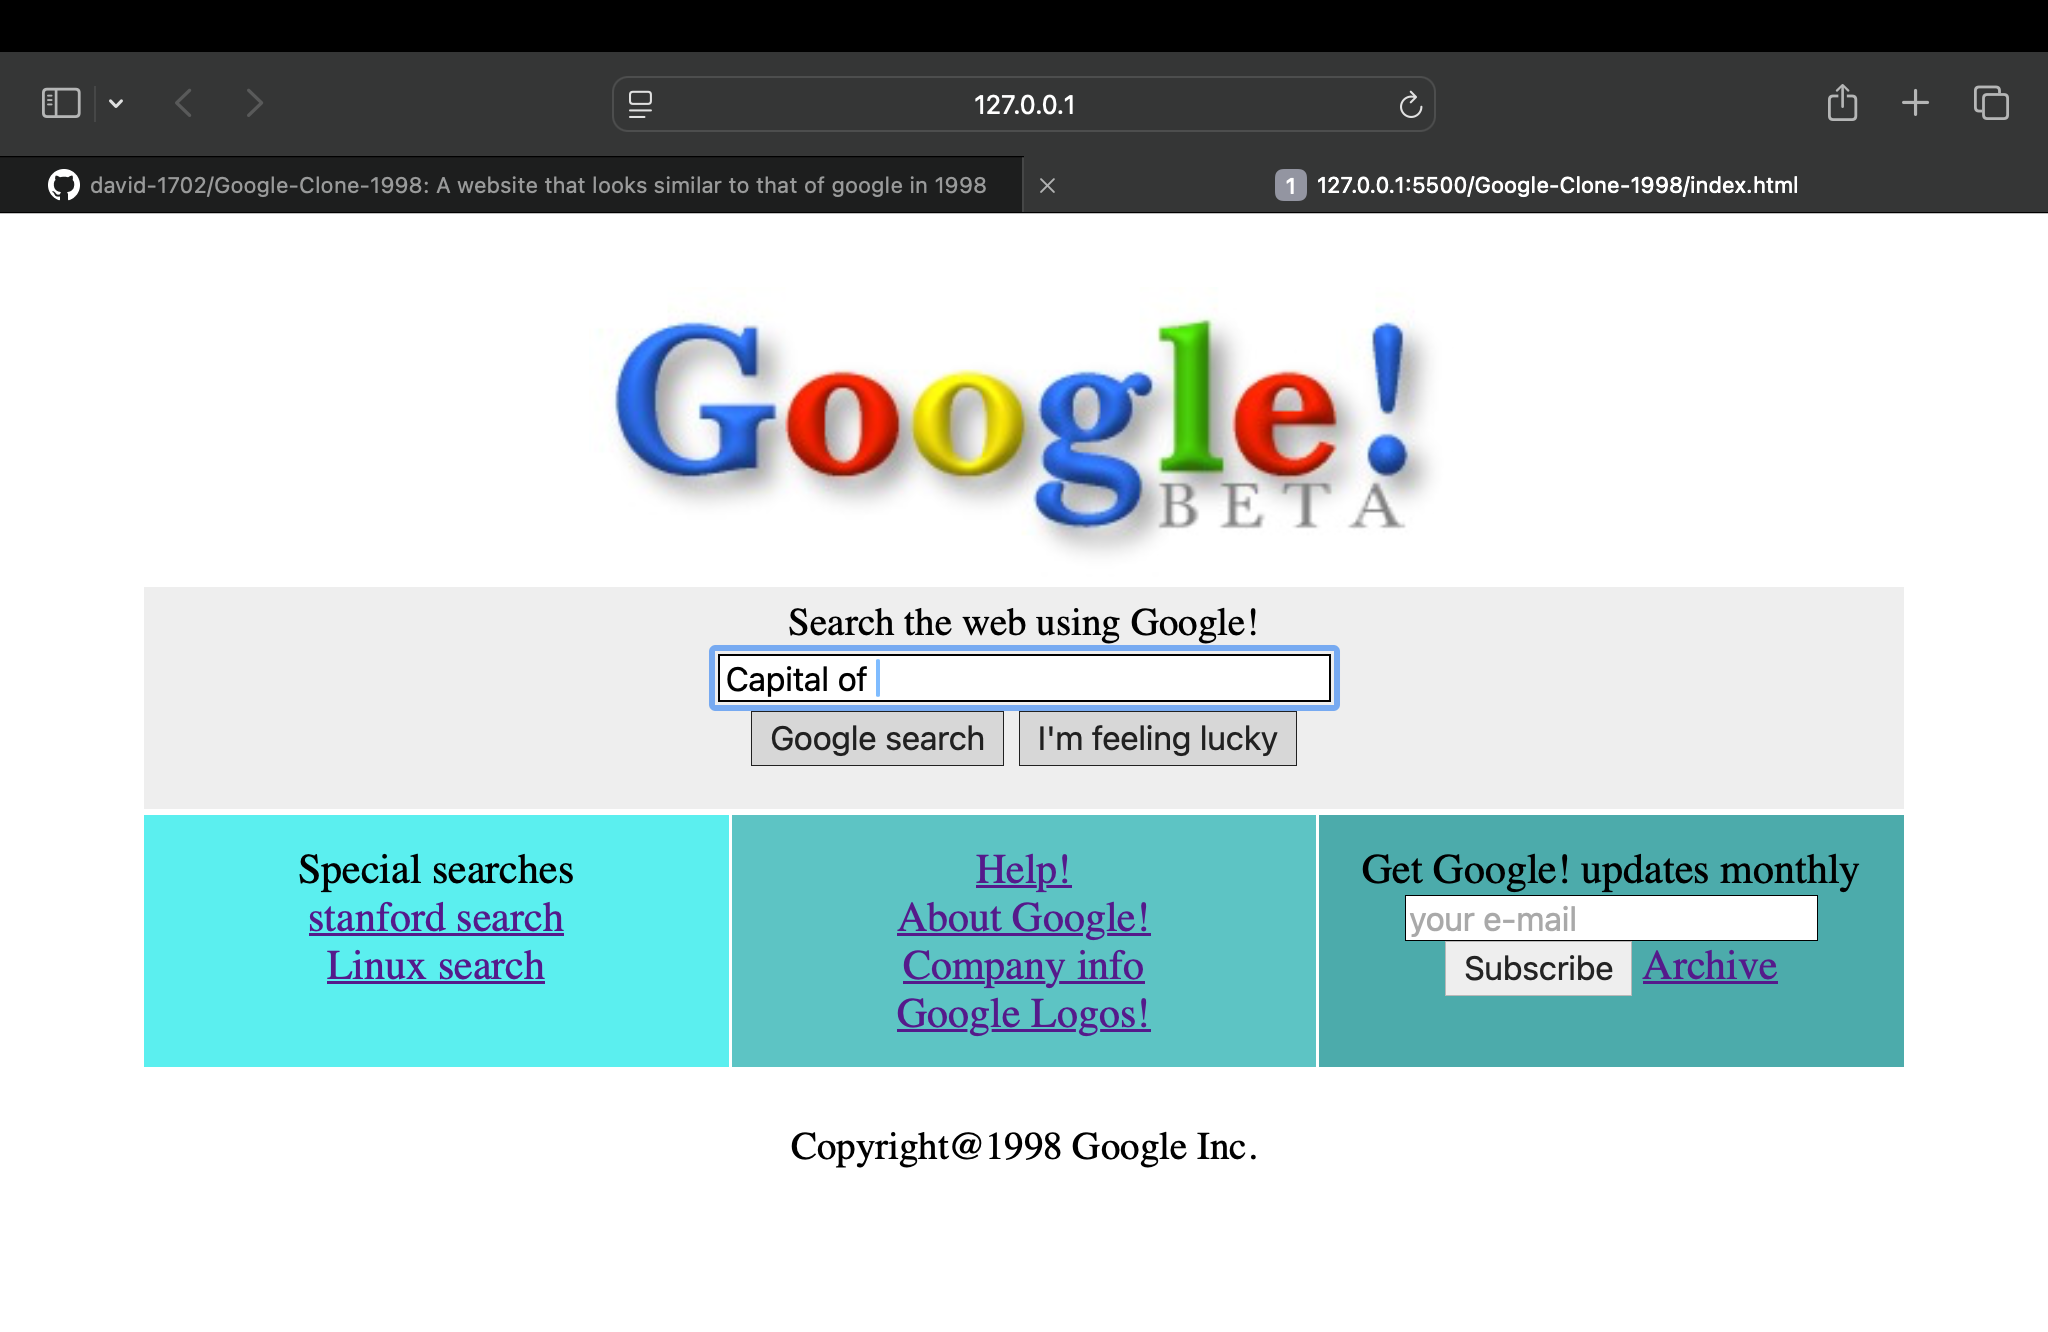 127.0.0.1
david-1702/Google-Clone-1998: A website that looks similar to that of google in 1998
1 127.0.0.1:5500/Google-Clone-1998/index.html
Google!
BETA
Search the web using Google!
Capital of
Google search I'm feeling lucky
Special searches
stanford search
Linux search
Help!
About Google!
Company info
Google Logos!
Get Google! updates monthly
your e-mail
Subscribe Archive
Copyright@1998 Google Inc.